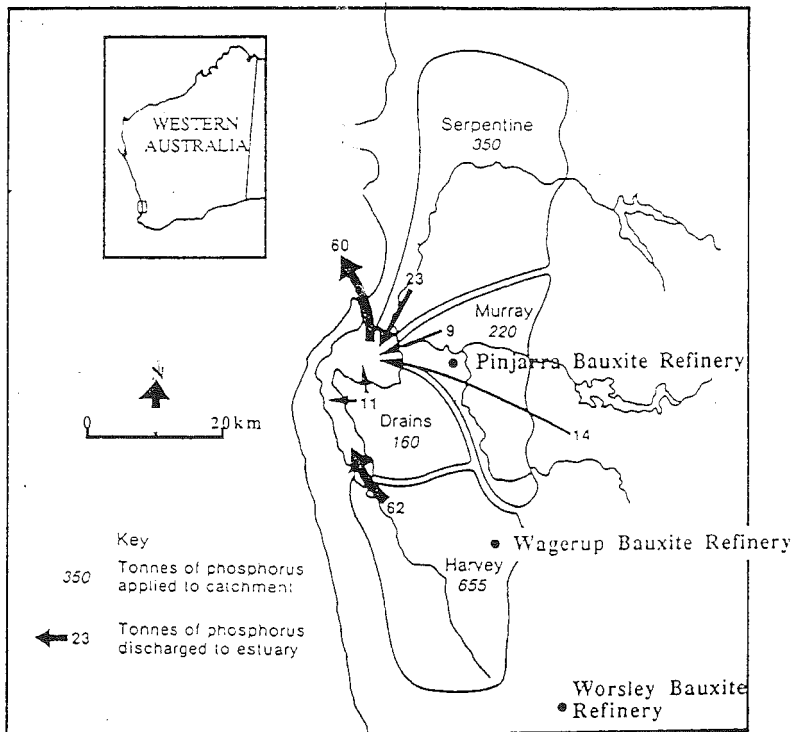 WESTERN
AUSTRALIA
Serpentine
350
60
23
Murray
220
9
Pinjarra Bauxite Refinery
N
0 20km
11
Drains
160
14
62
Wagerup Bauxite Refinery
Harvey
655
Key
350 Tonnes of phosphorus
applied to catchment
23 Tonnes of phosphorus
discharged to estuary
Worsley Bauxite
Refinery